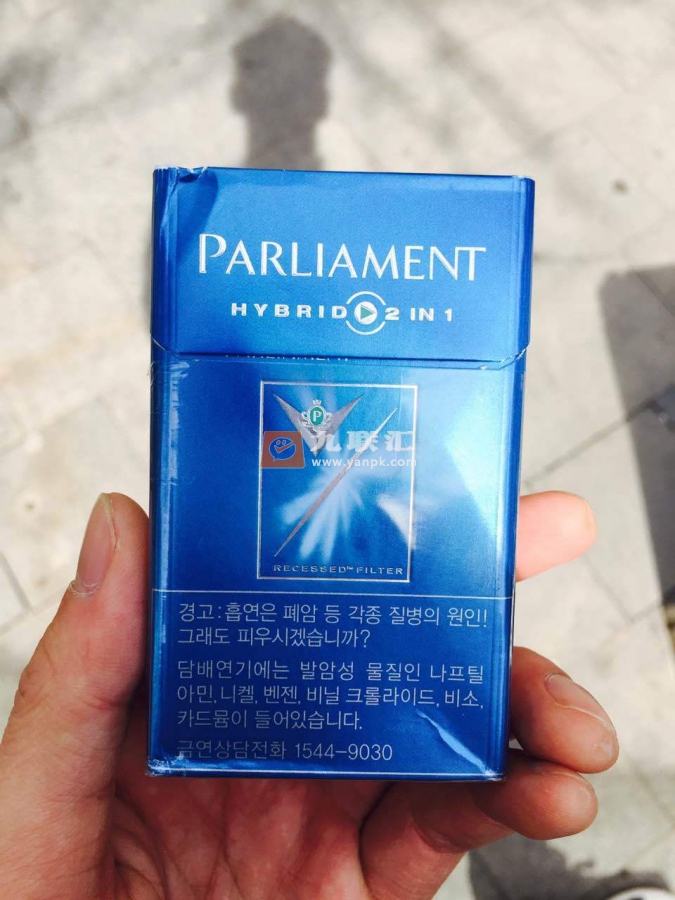 PARLIAMENT
HYBRID 2 IN 1
P
九联汇
www.yanpk.com
RECESSED™ FILTER
경고:흡연은 폐암 등 각종 질병의 원인!
그래도 피우시겠습니까?
담배연기에는 발암성 물질인 나프틸
아민, 니켈, 벤젠, 비닐 크롤라이드, 비소,
카드뮴이 들어있습니다.
금연상담전화 1544-9030